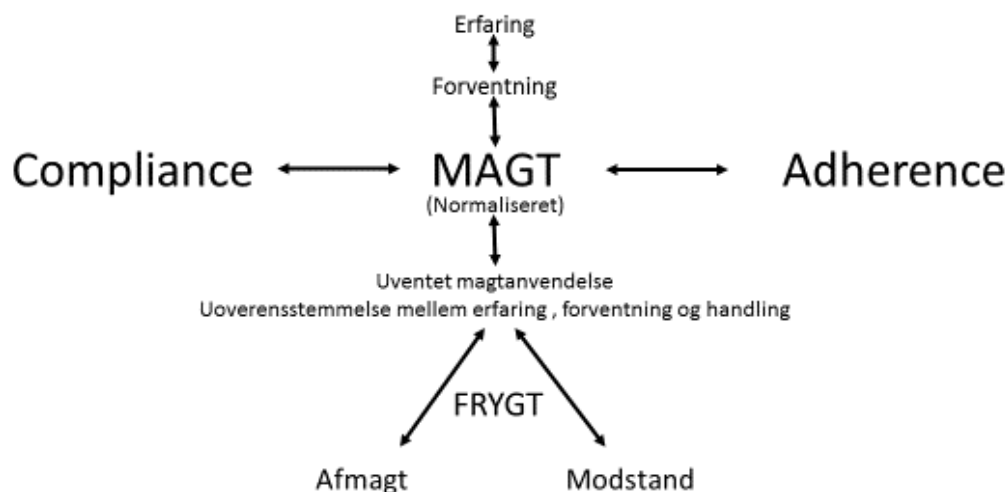 Erfaring
Forventning
Compliance MAGT Adherence
(Normaliseret)
Uventet magtanvendelse
Uoverensstemmelse mellem erfaring , forventning og handling
FRYGT
Afmagt Modstand